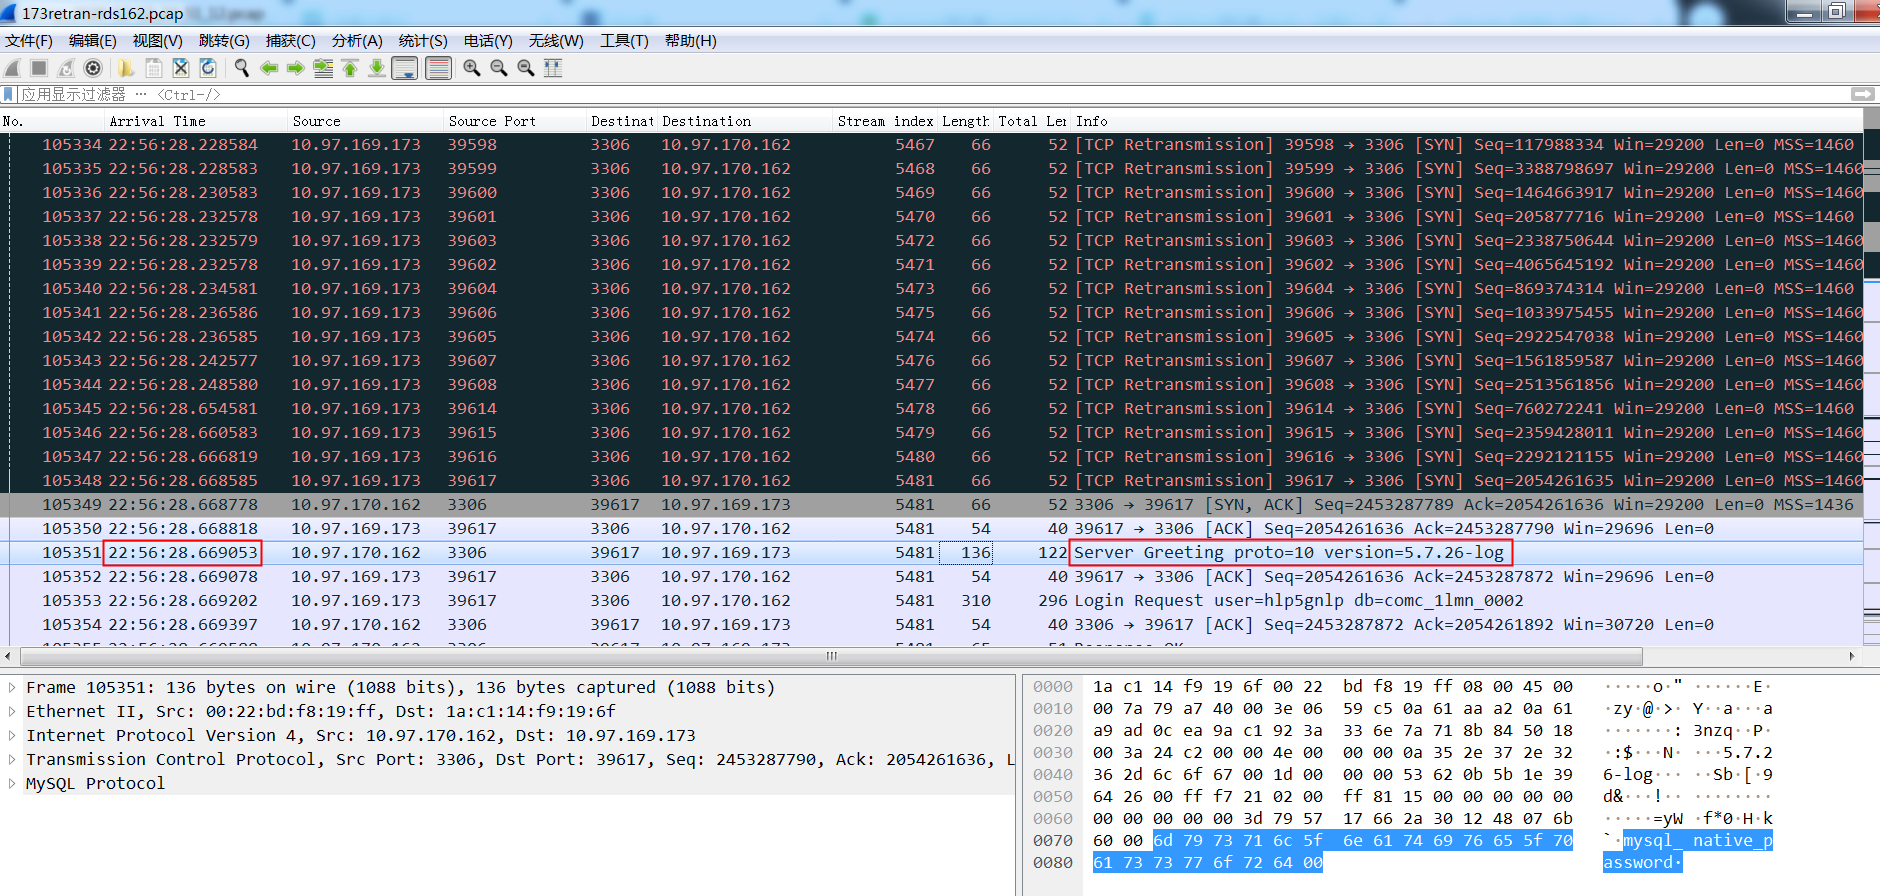 173retran-rds162.pcap
文件(F) 编辑(E) 视图(V) 跳转(G) 捕获(C) 分析(A) 统计(S) 电话(Y) 无线(W) 工具(T) 帮助(H)
应用显示过滤器 … <Ctrl-/>
No. Arrival Time Source Source Port Destinat Destination Stream index Length Total Ler Info
105334 22:56:28.228584 10.97.169.173 39598 3306 10.97.170.162 5467 66 52 [TCP Retransmission] 39598 → 3306 [SYN] Seq=117988334 Win=29200 Len=0 MSS=1460
105335 22:56:28.228583 10.97.169.173 39599 3306 10.97.170.162 5468 66 52 [TCP Retransmission] 39599 → 3306 [SYN] Seq=3388798697 Win=29200 Len=0 MSS=1460
105336 22:56:28.230583 10.97.169.173 39600 3306 10.97.170.162 5469 66 52 [TCP Retransmission] 39600 → 3306 [SYN] Seq=1464663917 Win=29200 Len=0 MSS=1460
105337 22:56:28.232578 10.97.169.173 39601 3306 10.97.170.162 5470 66 52 [TCP Retransmission] 39601 → 3306 [SYN] Seq=205877716 Win=29200 Len=0 MSS=1460
105338 22:56:28.232579 10.97.169.173 39603 3306 10.97.170.162 5472 66 52 [TCP Retransmission] 39603 → 3306 [SYN] Seq=2338750644 Win=29200 Len=0 MSS=1460
105339 22:56:28.232578 10.97.169.173 39602 3306 10.97.170.162 5471 66 52 [TCP Retransmission] 39602 → 3306 [SYN] Seq=4065645192 Win=29200 Len=0 MSS=1460
105340 22:56:28.234581 10.97.169.173 39604 3306 10.97.170.162 5473 66 52 [TCP Retransmission] 39604 → 3306 [SYN] Seq=869374314 Win=29200 Len=0 MSS=1460
105341 22:56:28.236586 10.97.169.173 39606 3306 10.97.170.162 5475 66 52 [TCP Retransmission] 39606 → 3306 [SYN] Seq=1033975455 Win=29200 Len=0 MSS=1460
105342 22:56:28.236585 10.97.169.173 39605 3306 10.97.170.162 5474 66 52 [TCP Retransmission] 39605 → 3306 [SYN] Seq=2922547038 Win=29200 Len=0 MSS=1460
105343 22:56:28.242577 10.97.169.173 39607 3306 10.97.170.162 5476 66 52 [TCP Retransmission] 39607 → 3306 [SYN] Seq=1561859587 Win=29200 Len=0 MSS=1460
105344 22:56:28.248580 10.97.169.173 39608 3306 10.97.170.162 5477 66 52 [TCP Retransmission] 39608 → 3306 [SYN] Seq=2513561856 Win=29200 Len=0 MSS=1460
105345 22:56:28.654581 10.97.169.173 39614 3306 10.97.170.162 5478 66 52 [TCP Retransmission] 39614 → 3306 [SYN] Seq=760272241 Win=29200 Len=0 MSS=1460
105346 22:56:28.660583 10.97.169.173 39615 3306 10.97.170.162 5479 66 52 [TCP Retransmission] 39615 → 3306 [SYN] Seq=2359428011 Win=29200 Len=0 MSS=1460
105347 22:56:28.666819 10.97.169.173 39616 3306 10.97.170.162 5480 66 52 [TCP Retransmission] 39616 → 3306 [SYN] Seq=2292121155 Win=29200 Len=0 MSS=1460
105348 22:56:28.668585 10.97.169.173 39617 3306 10.97.170.162 5481 66 52 [TCP Retransmission] 39617 → 3306 [SYN] Seq=2054261635 Win=29200 Len=0 MSS=1460
105349 22:56:28.668778 10.97.170.162 3306 39617 10.97.169.173 5481 66 52 3306 → 39617 [SYN, ACK] Seq=2453287789 Ack=2054261636 Win=29200 Len=0 MSS=1436
105350 22:56:28.668818 10.97.169.173 39617 3306 10.97.170.162 5481 54 40 39617 → 3306 [ACK] Seq=2054261636 Ack=2453287790 Win=29696 Len=0
105351 22:56:28.669053 10.97.170.162 3306 39617 10.97.169.173 5481 136 122 Server Greeting proto=10 version=5.7.26-log
105352 22:56:28.669078 10.97.169.173 39617 3306 10.97.170.162 5481 54 40 39617 → 3306 [ACK] Seq=2054261636 Ack=2453287872 Win=29696 Len=0
105353 22:56:28.669202 10.97.169.173 39617 3306 10.97.170.162 5481 310 296 Login Request user=hlp5gnlp db=comc_1lmn_0002
105354 22:56:28.669397 10.97.170.162 3306 39617 10.97.169.173 5481 54 40 3306 → 39617 [ACK] Seq=2453287872 Ack=2054261892 Win=30720 Len=0
Frame 105351: 136 bytes on wire (1088 bits), 136 bytes captured (1088 bits)
Ethernet II, Src: 00:22:bd:f8:19:ff, Dst: 1a:c1:14:f9:19:6f
Internet Protocol Version 4, Src: 10.97.170.162, Dst: 10.97.169.173
Transmission Control Protocol, Src Port: 3306, Dst Port: 39617, Seq: 2453287790, Ack: 2054261636, L
MySQL Protocol
0000 1a c1 14 f9 19 6f 00 22 bd f8 19 ff 08 00 45 00 ·····o·" ······E·
0010 00 7a 79 a7 40 00 3e 06 59 c5 0a 61 aa a2 0a 61 ·zy·@·>· Y··a···a
0020 a9 ad 0c ea 9a c1 92 3a 33 6e 7a 71 8b 84 50 18 ·······: 3nzq··P·
0030 00 3a 24 c2 00 00 4e 00 00 00 0a 35 2e 37 2e 32 ·:$···N· ···5.7.2
0040 36 2d 6c 6f 67 00 1d 00 00 00 53 62 0b 5b 1e 39 6-log··· ··Sb·[·9
0050 64 26 00 ff f7 21 02 00 ff 81 15 00 00 00 00 00 d&···!·· ········
0060 00 00 00 00 00 3d 79 57 17 66 2a 30 12 48 07 6b ·····=yW ·f*0·H·k
0070 60 00 6d 79 73 71 6c 5f 6e 61 74 69 76 65 5f 70 `·mysql_ native_p
0080 61 73 73 77 6f 72 64 00 assword·